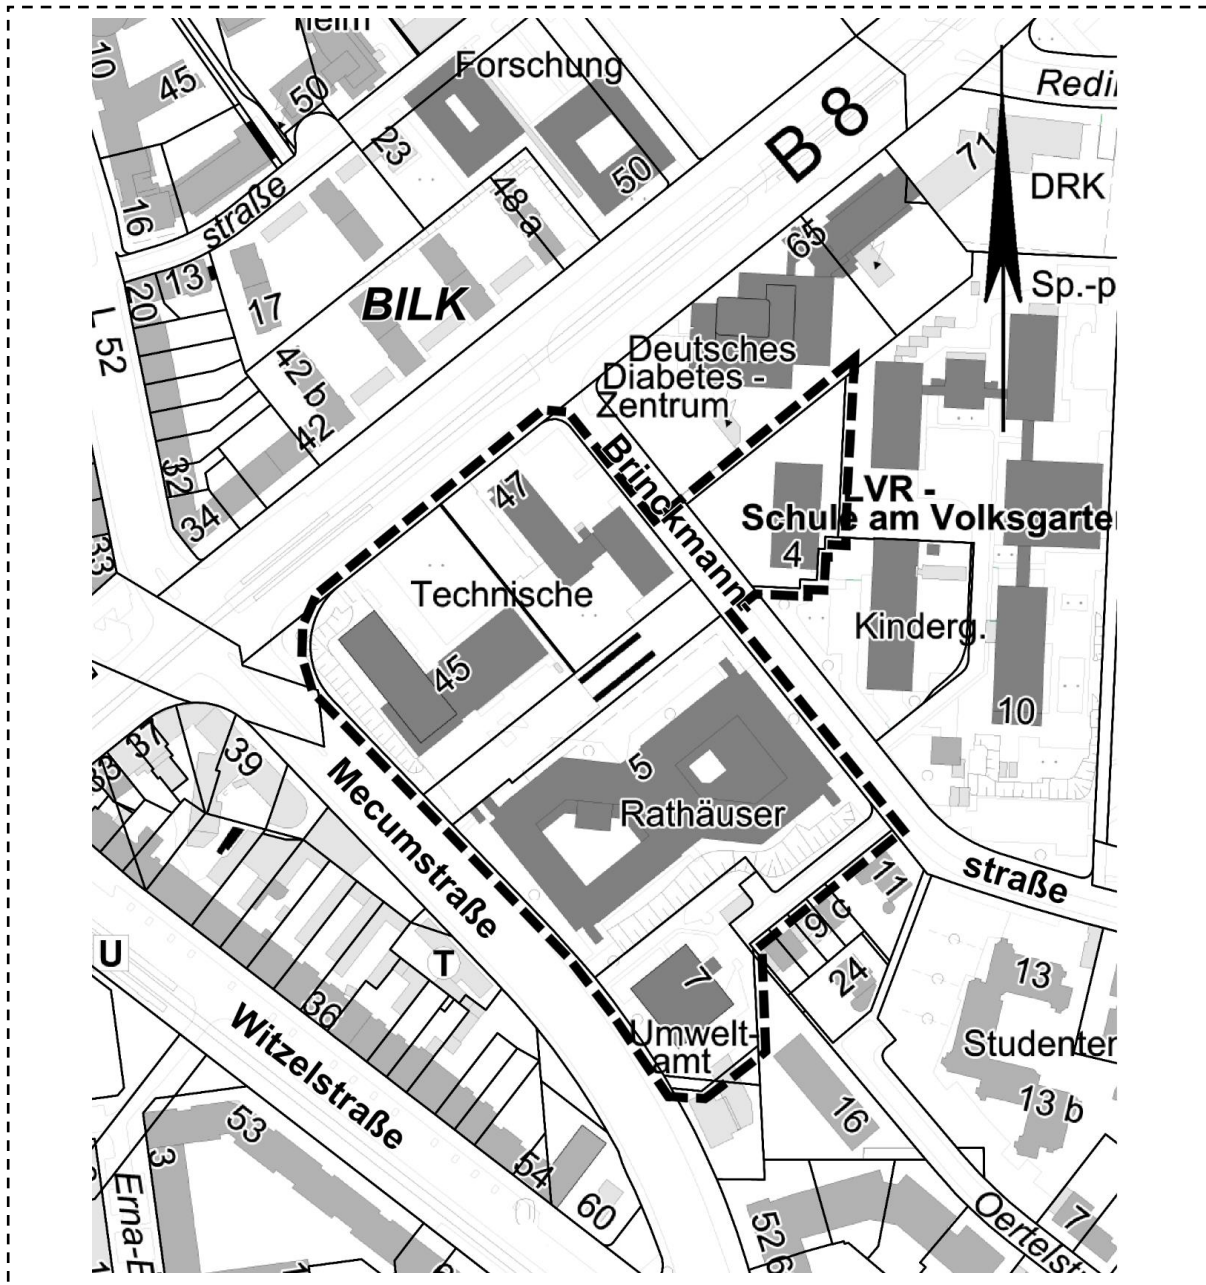 heim
Forschung
10
45
50
23
50
48 a
B 8
Redi
71
DRK
16
straße
65
Sp.-p
13
20
17
BILK
L 52
Deutsches
Diabetes -
Zentrum
42 b
42
32
34
33
47
Brinckmann-
LVR -
Schule am Volksgarten
4
Technische
Kinderg.
45
10
37
39
33
5
Rathäuser
Mecumstraße
11
straße
9 c
U
T
7
24
13
36
Umwelt-
amt
Studenten
Witzelstraße
16
13 b
53
3
54
60
Erna-E
52
6
Oertelstr
7